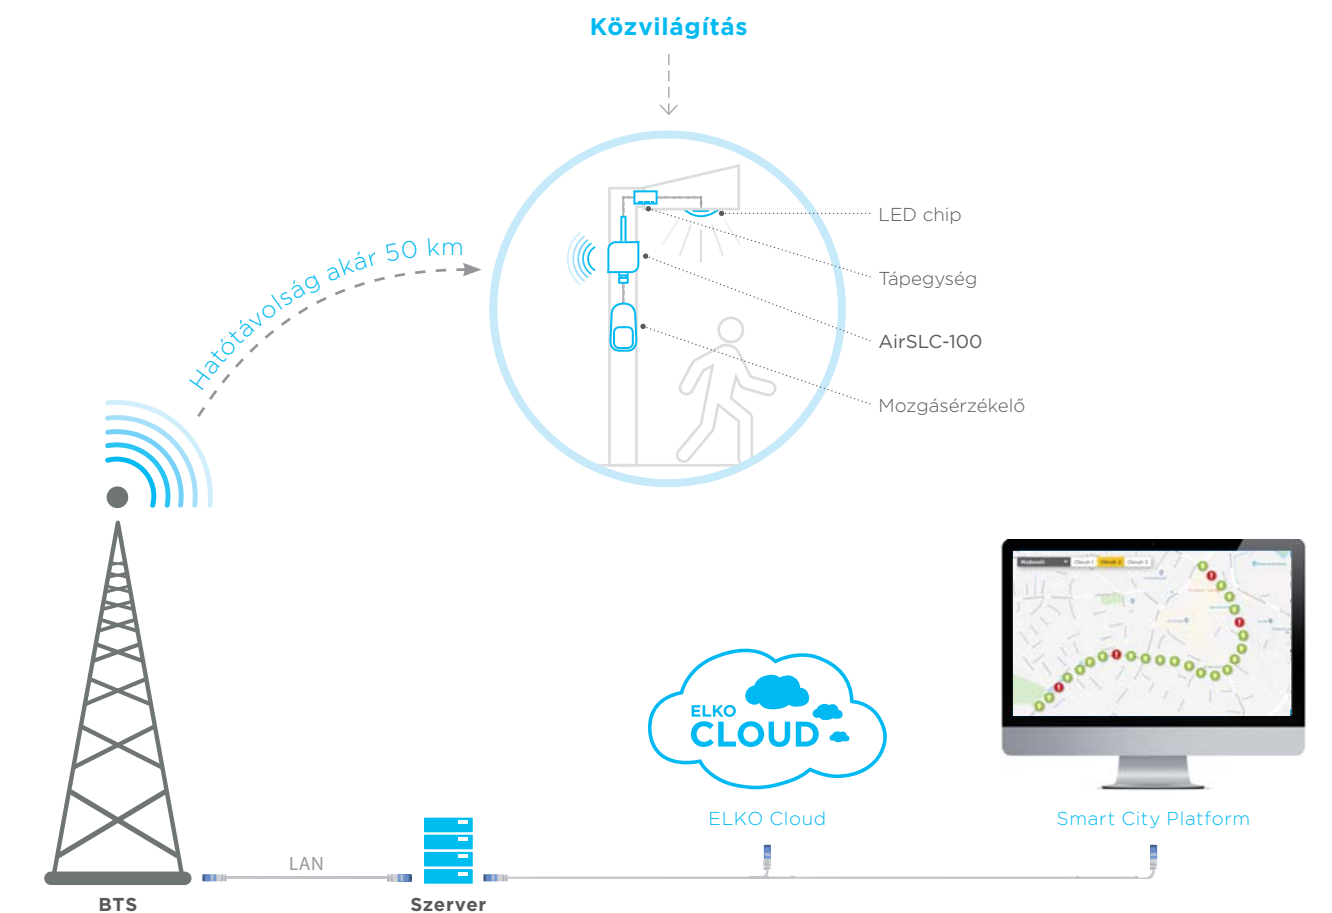 Közvilágítás
Hatótávolság akár 50 km
LED chip
Tápegység
AirSLC-100
Mozgásérzékelő
ELKO
CLOUD
ELKO Cloud
Smart City Platform
LAN
BTS
Szerver